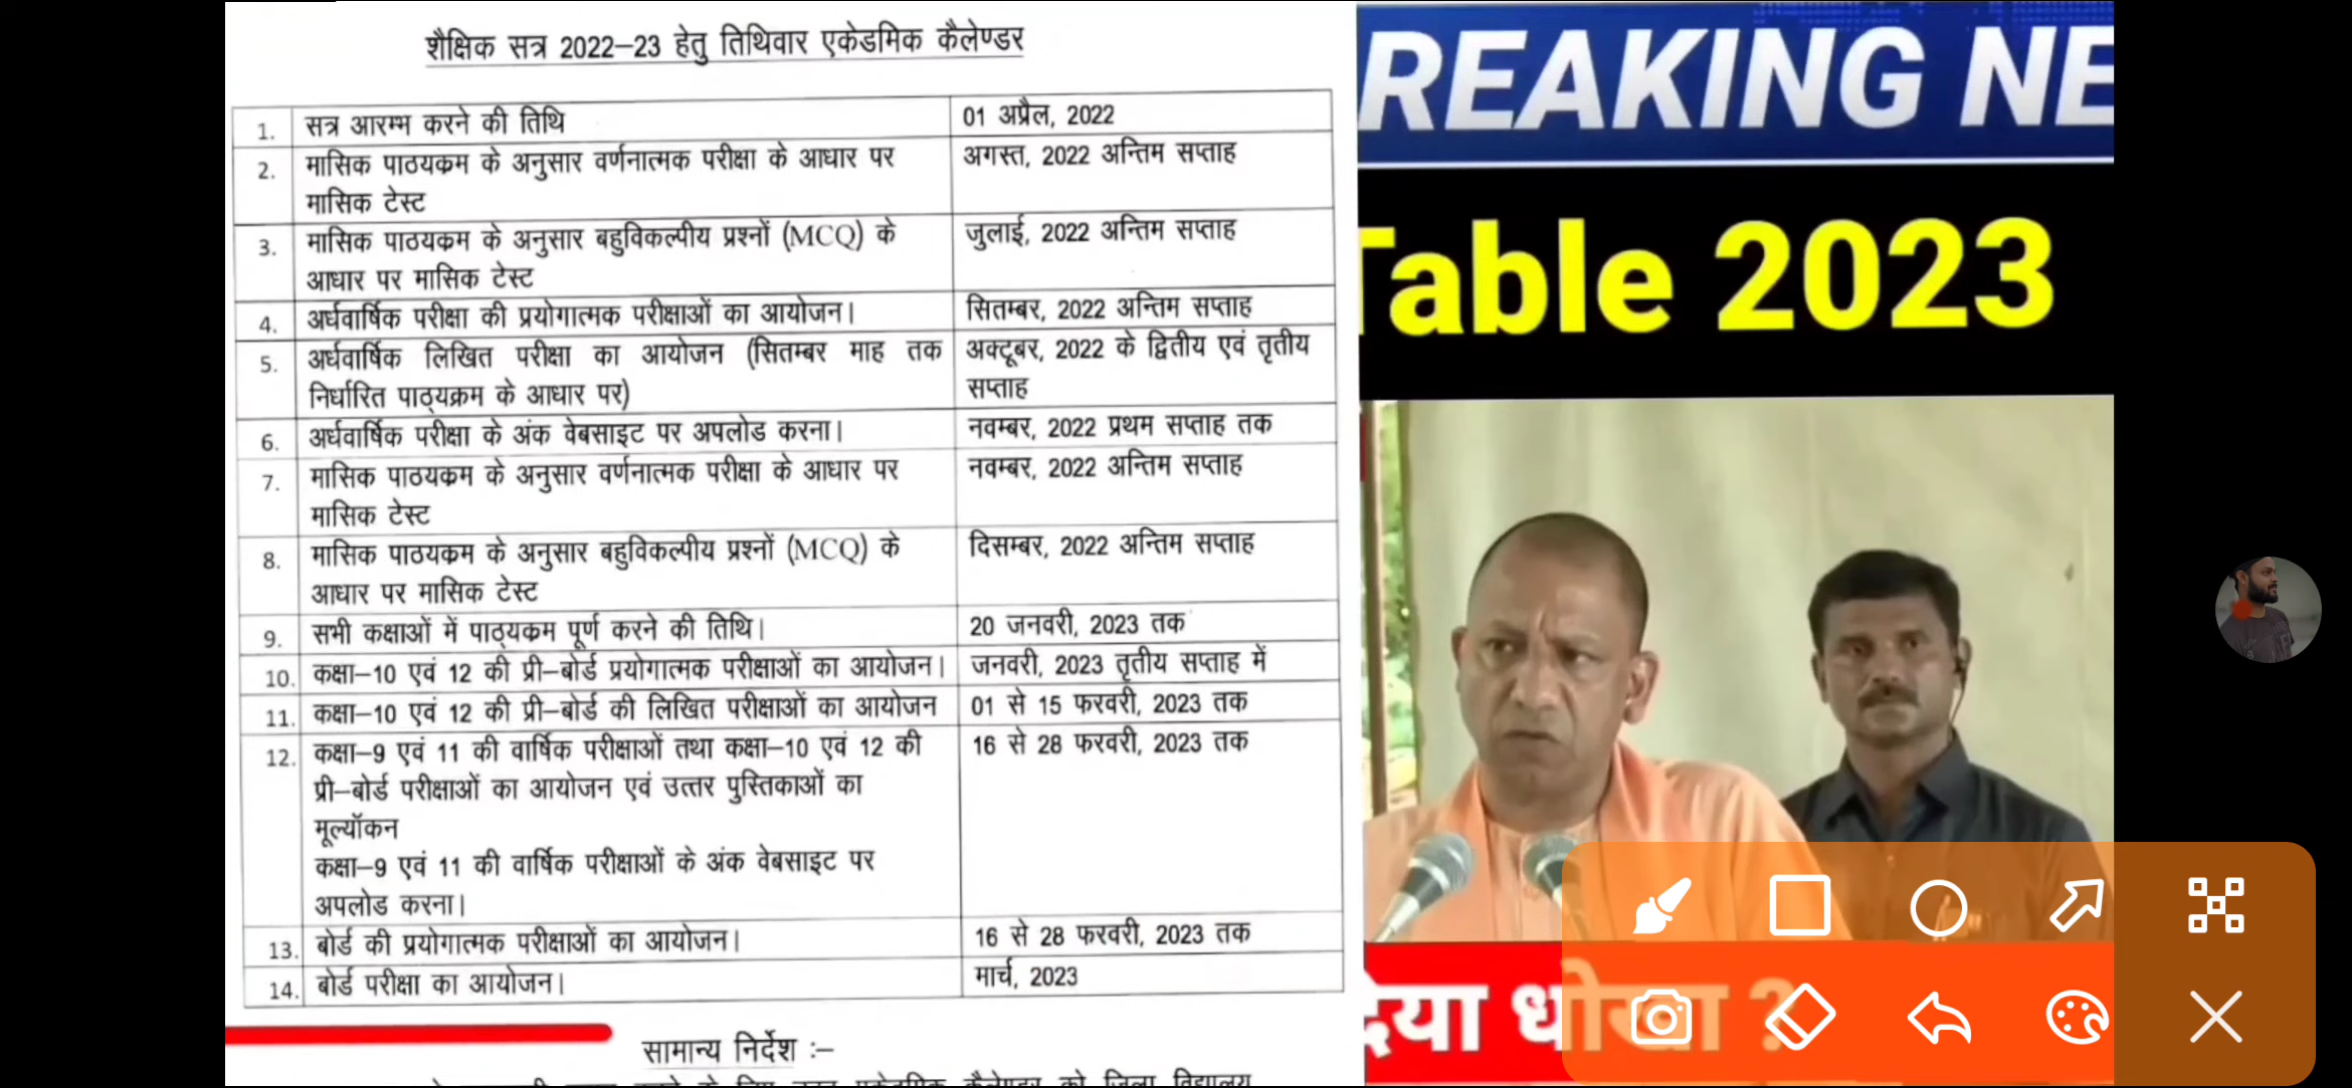 शैक्षिक सत्र 2022–23 हेतु तिथिवार एकेडमिक कैलेण्डर
1. सत्र आरम्भ करने की तिथि 01 अप्रैल, 2022
2. मासिक पाठयक्रम के अनुसार वर्णनात्मक परीक्षा के आधार पर अगस्त, 2022 अन्तिम सप्ताह
मासिक टेस्ट
3. मासिक पाठयक्रम के अनुसार बहुविकल्पीय प्रश्नों (MCQ) के जुलाई, 2022 अन्तिम सप्ताह
आधार पर मासिक टेस्ट
4. अर्धवार्षिक परीक्षा की प्रयोगात्मक परीक्षाओं का आयोजन। सितम्बर, 2022 अन्तिम सप्ताह
5. अर्धवार्षिक लिखित परीक्षा का आयोजन (सितम्बर माह तक अक्टूबर, 2022 के द्वितीय एवं तृतीय
निर्धारित पाठ्यक्रम के आधार पर) सप्ताह
6. अर्धवार्षिक परीक्षा के अंक वेबसाइट पर अपलोड करना। नवम्बर, 2022 प्रथम सप्ताह तक
7. मासिक पाठयक्रम के अनुसार वर्णनात्मक परीक्षा के आधार पर नवम्बर, 2022 अन्तिम सप्ताह
मासिक टेस्ट
8. मासिक पाठयक्रम के अनुसार बहुविकल्पीय प्रश्नों (MCQ) के दिसम्बर, 2022 अन्तिम सप्ताह
आधार पर मासिक टेस्ट
9. सभी कक्षाओं में पाठ्यक्रम पूर्ण करने की तिथि। 20 जनवरी, 2023 तक
10. कक्षा–10 एवं 12 की प्री–बोर्ड प्रयोगात्मक परीक्षाओं का आयोजन। जनवरी, 2023 तृतीय सप्ताह में
11. कक्षा–10 एवं 12 की प्री–बोर्ड की लिखित परीक्षाओं का आयोजन 01 से 15 फरवरी, 2023 तक
12. कक्षा–9 एवं 11 की वार्षिक परीक्षाओं तथा कक्षा–10 एवं 12 की 16 से 28 फरवरी, 2023 तक
प्री–बोर्ड परीक्षाओं का आयोजन एवं उत्तर पुस्तिकाओं का
मूल्यॉकन
कक्षा–9 एवं 11 की वार्षिक परीक्षाओं के अंक वेबसाइट पर
अपलोड करना।
13. बोर्ड की प्रयोगात्मक परीक्षाओं का आयोजन। 16 से 28 फरवरी, 2023 तक
14. बोर्ड परीक्षा का आयोजन। मार्च, 2023
सामान्य निर्देश :–
REAKING NE
Table 2023
दिया धोखा ?